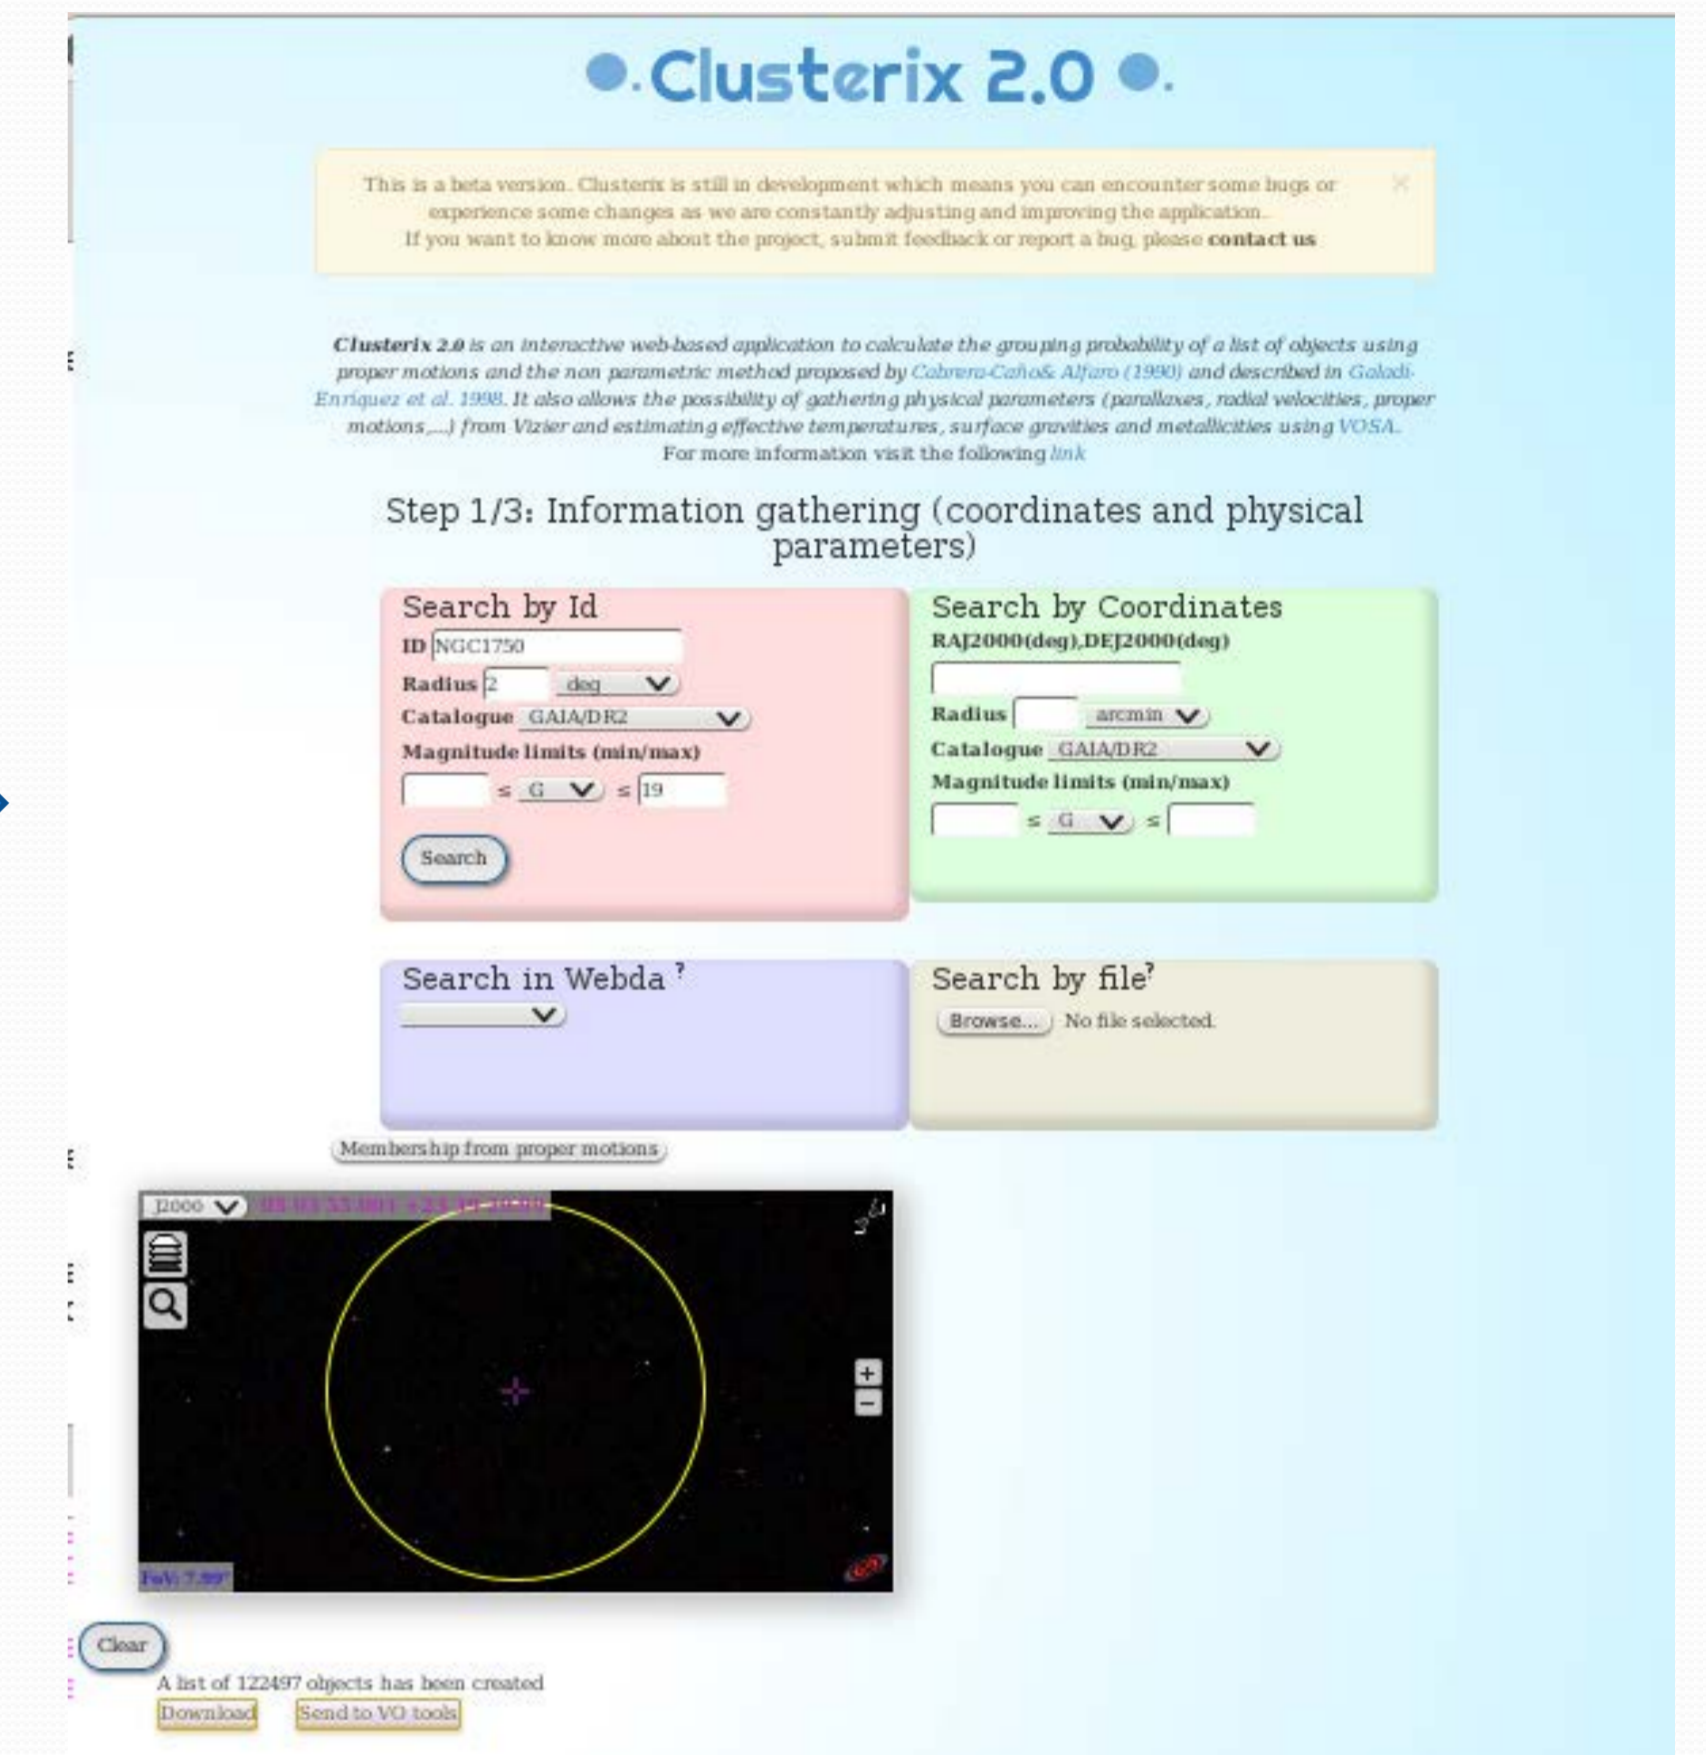 Clusterix 2.0
This is a beta version. Clusterix is still in development which means you can encounter some bugs or
experience some changes as we are constantly adjusting and improving the application.
If you want to know more about the project, submit feedback or report a bug, please contact us
Clusterix 2.0 is an interactive web-based application to calculate the grouping probability of a list of objects using
proper motions and the non parametric method proposed by Cabrera-Caño& Alfaro (1990) and described in Galadi-
Enriquez et al. 1998. It also allows the possibility of gathering physical parameters (parallaxes, radial velocities, proper
motions,...) from Vizier and estimating effective temperatures, surface gravities and metallicities using VOSA.
For more information visit the following link
Step 1/3: Information gathering (coordinates and physical
parameters)
Search by Id
ID NGC1750
Radius 2 deg
Catalogue GAIA/DR2
Magnitude limits (min/max)
≤ G ≤ 19
Search
Search by Coordinates
RAJ2000(deg),DEJ2000(deg)
Radius arcmin
Catalogue GAIA/DR2
Magnitude limits (min/max)
≤ G ≤
Search in Webda ?
Search by file?
Browse... No file selected.
Membership from proper motions
J2000
+
−
FoV: 7.99°
Clear
A list of 122497 objects has been created
Download Send to VO tools